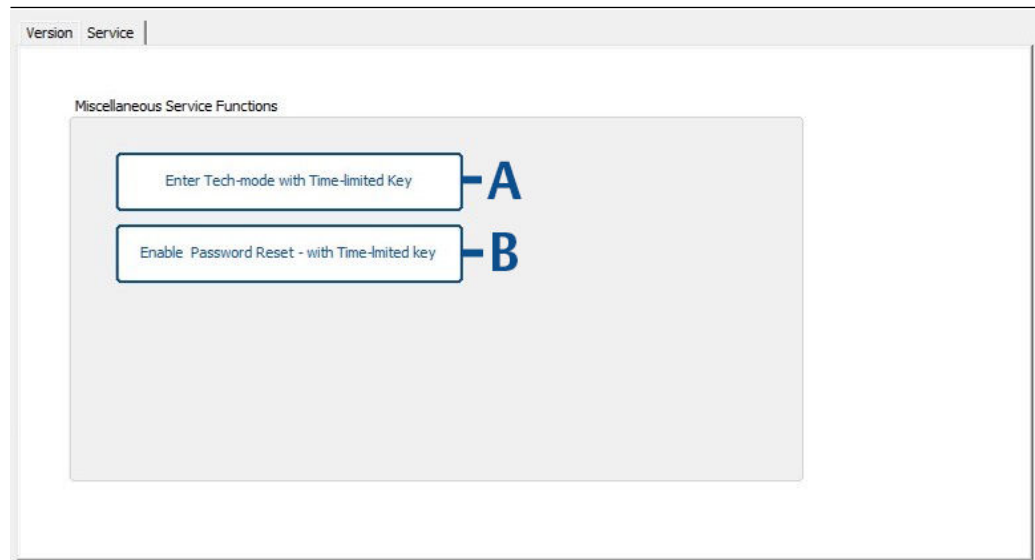 Version Service
Miscellaneous Service Functions
Enter Tech-mode with Time-limited Key
A
Enable Password Reset - with Time-lmited key
B